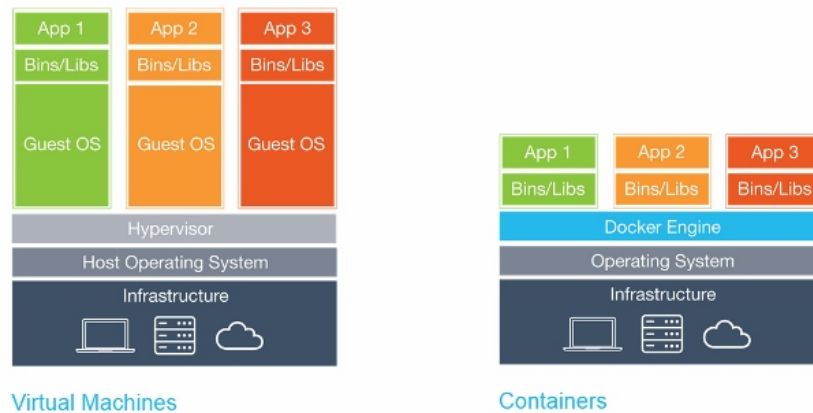 App 1
App 2
App 3
Bins/Libs
Bins/Libs
Bins/Libs
Guest OS
Guest OS
Guest OS
Hypervisor
Host Operating System
Infrastructure
Virtual Machines
App 1
App 2
App 3
Bins/Libs
Bins/Libs
Bins/Libs
Docker Engine
Operating System
Infrastructure
Containers